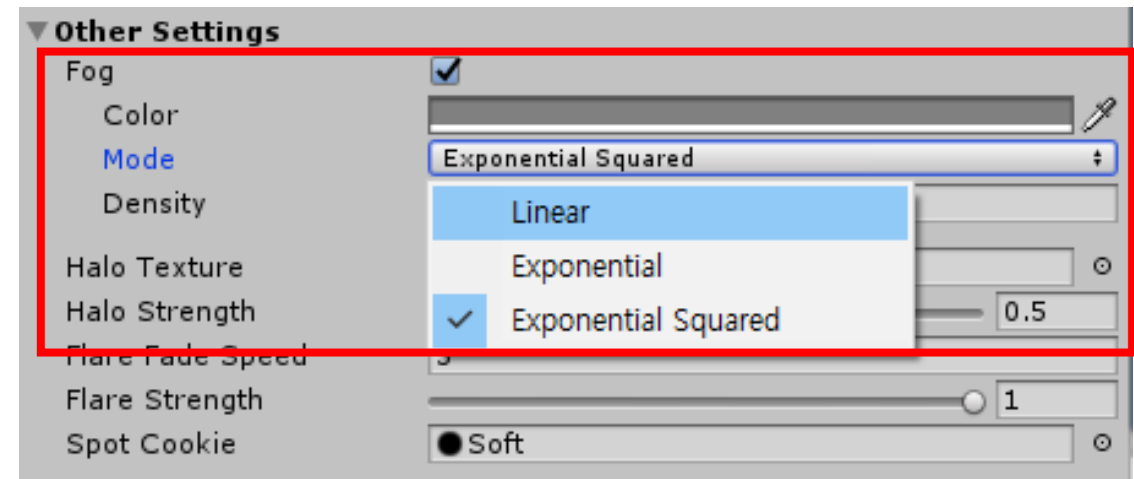 Other Settings
Fog
Color
Mode Exponential Squared
Density
Linear
Halo Texture
Exponential
Halo Strength 0.5
Exponential Squared
Flare Fade Speed
Flare Strength 1
Spot Cookie Soft